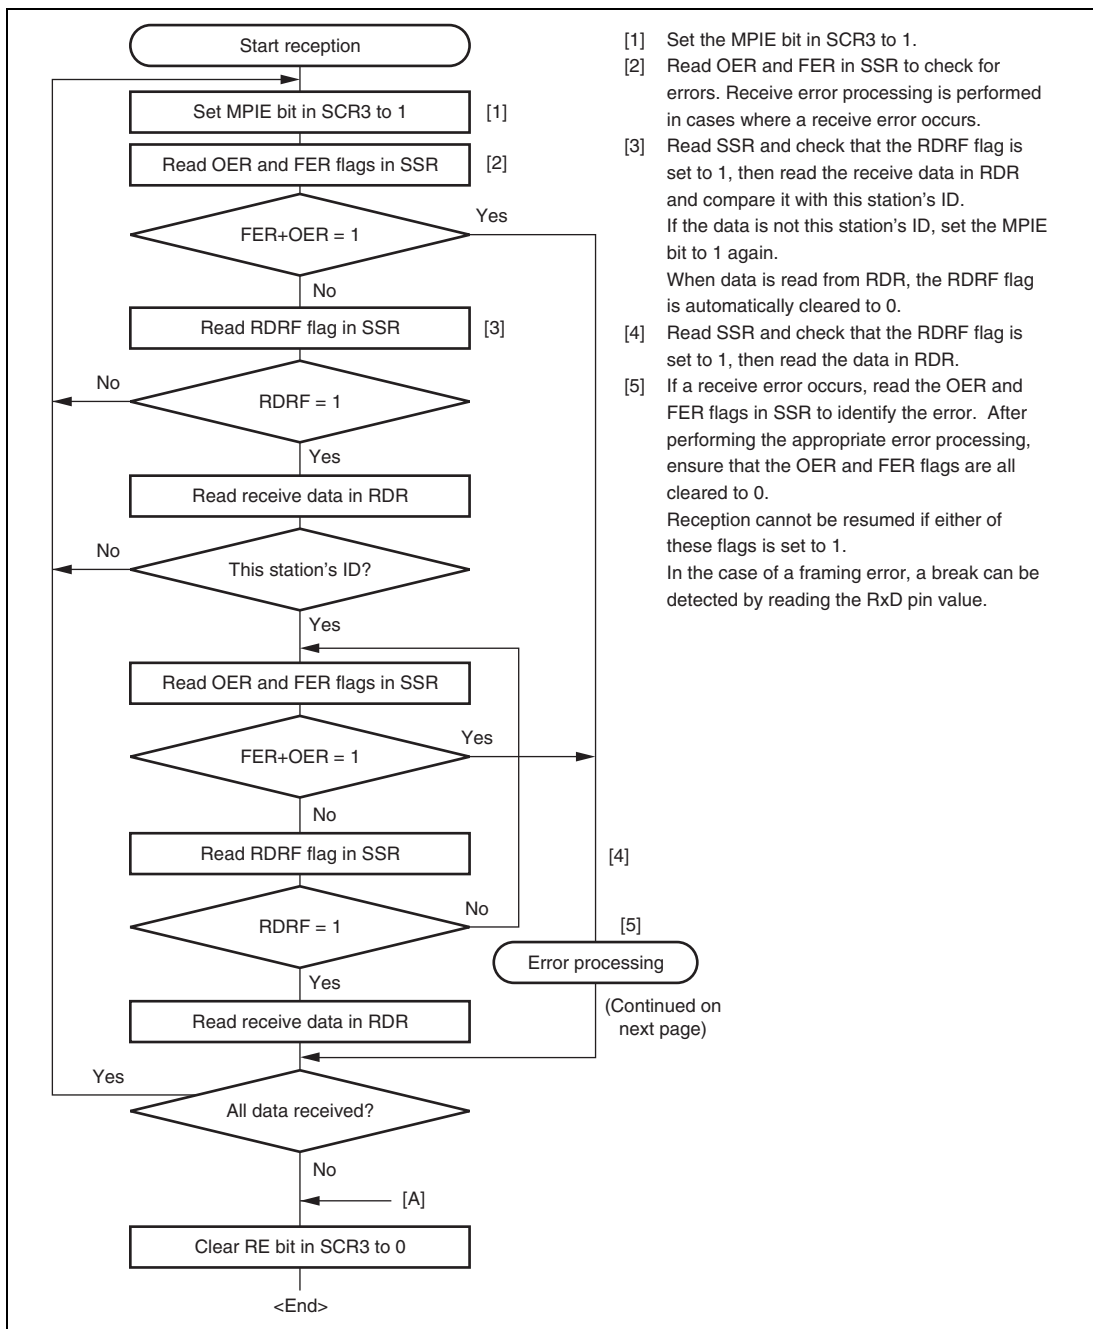 Start reception
Set MPIE bit in SCR3 to 1
[1]
Read OER and FER flags in SSR
[2]
FER+OER = 1
Yes
No
Read RDRF flag in SSR
[3]
No
RDRF = 1
Yes
Read receive data in RDR
No
This station's ID?
Yes
Read OER and FER flags in SSR
FER+OER = 1
Yes
No
Read RDRF flag in SSR
[4]
RDRF = 1
No
[5]
Error processing
Yes
(Continued on
next page)
Read receive data in RDR
Yes
All data received?
No
[A]
Clear RE bit in SCR3 to 0
<End>
[1] Set the MPIE bit in SCR3 to 1.
[2] Read OER and FER in SSR to check for
errors. Receive error processing is performed
in cases where a receive error occurs.
[3] Read SSR and check that the RDRF flag is
set to 1, then read the receive data in RDR
and compare it with this station's ID.
If the data is not this station's ID, set the MPIE
bit to 1 again.
When data is read from RDR, the RDRF flag
is automatically cleared to 0.
[4] Read SSR and check that the RDRF flag is
set to 1, then read the data in RDR.
[5] If a receive error occurs, read the OER and
FER flags in SSR to identify the error. After
performing the appropriate error processing,
ensure that the OER and FER flags are all
cleared to 0.
Reception cannot be resumed if either of
these flags is set to 1.
In the case of a framing error, a break can be
detected by reading the RxD pin value.